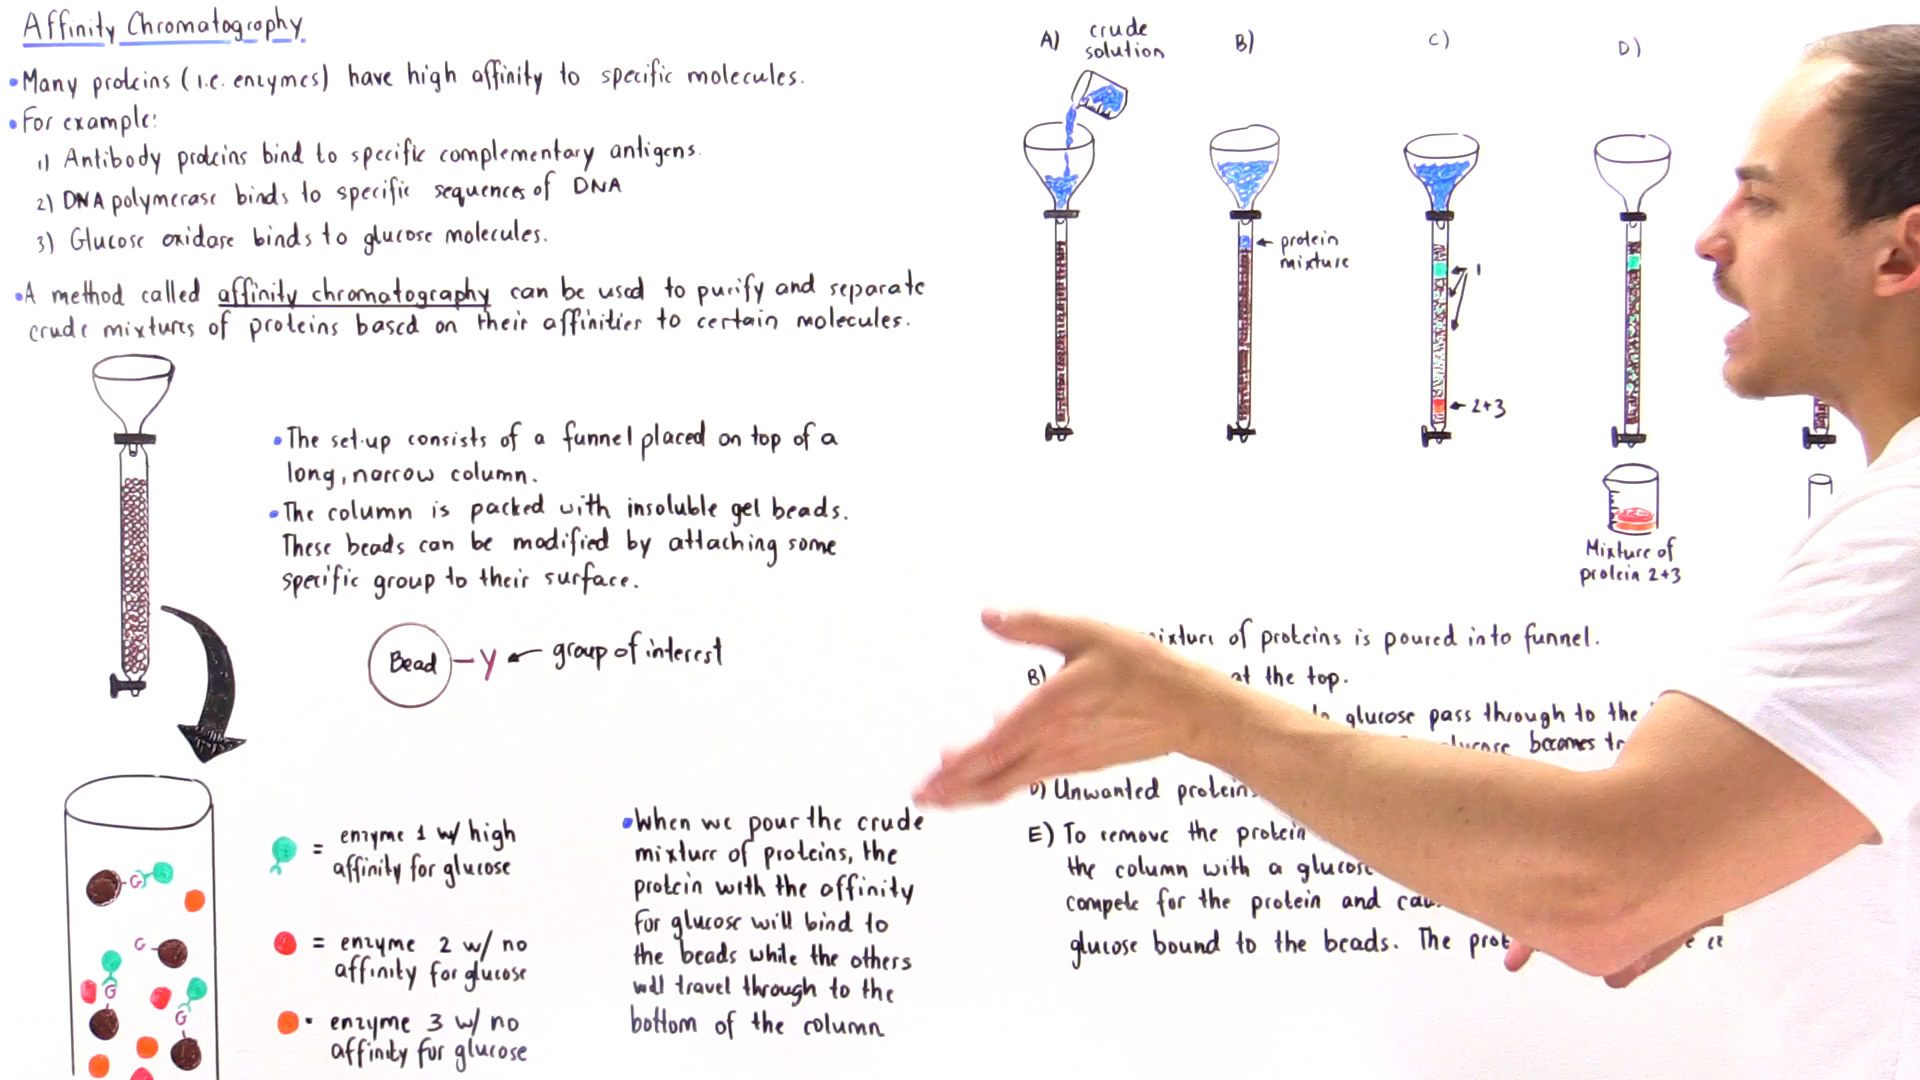 Affinity Chromatography
•Many proteins (i.e. enzymes) have high affinity to specific molecules.
•For example:
1) Antibody proteins bind to specific complementary antigens.
2) DNA polymerase binds to specific sequences of DNA
3) Glucose oxidase binds to glucose molecules.
•A method called affinity chromatography can be used to purify and separate
crude mixtures of proteins based on their affinities to certain molecules.
•The set-up consists of a funnel placed on top of a
long, narrow column.
•The column is packed with insoluble gel beads.
These beads can be modified by attaching some
specific group to their surface.
Bead - Y ← group of interest
= enzyme 1 w/ high
affinity for glucose
= enzyme 2 w/ no
affinity for glucose
• enzyme 3 w/ no
affinity for glucose
G
G
G
G
•When we pour the crude
mixture of proteins, the
protein with the affinity
for glucose will bind to
the beads while the others
will travel through to the
bottom of the column
A) crude
solution
B)
protein
mixture
C)
1
2+3
D)
Mixture of
protein 2+3
of proteins is poured into funnel.
B) at the top.
glucose pass through to the
becomes
D) Unwanted
E) To remove the protein
the column with a
compete for the protein and
glucose bound to the beads. The